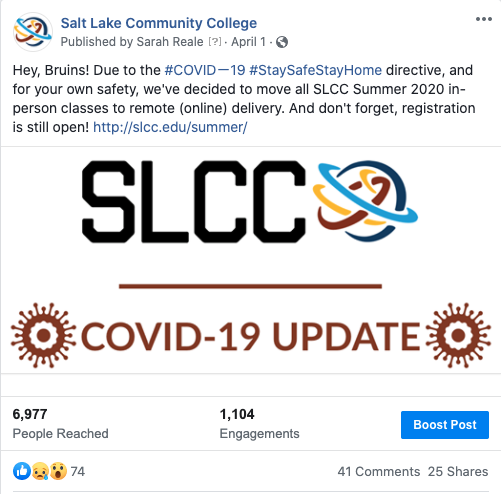 Salt Lake Community College
Published by Sarah Reale [?] · April 1 ·
Hey, Bruins! Due to the #COVID－19 #StaySafeStayHome directive, and
for your own safety, we've decided to move all SLCC Summer 2020 in-
person classes to remote (online) delivery. And don't forget, registration
is still open! http://slcc.edu/summer/
SLCC
COVID-19 UPDATE
6,977
People Reached
1,104
Engagements
Boost Post
74
41 Comments 25 Shares